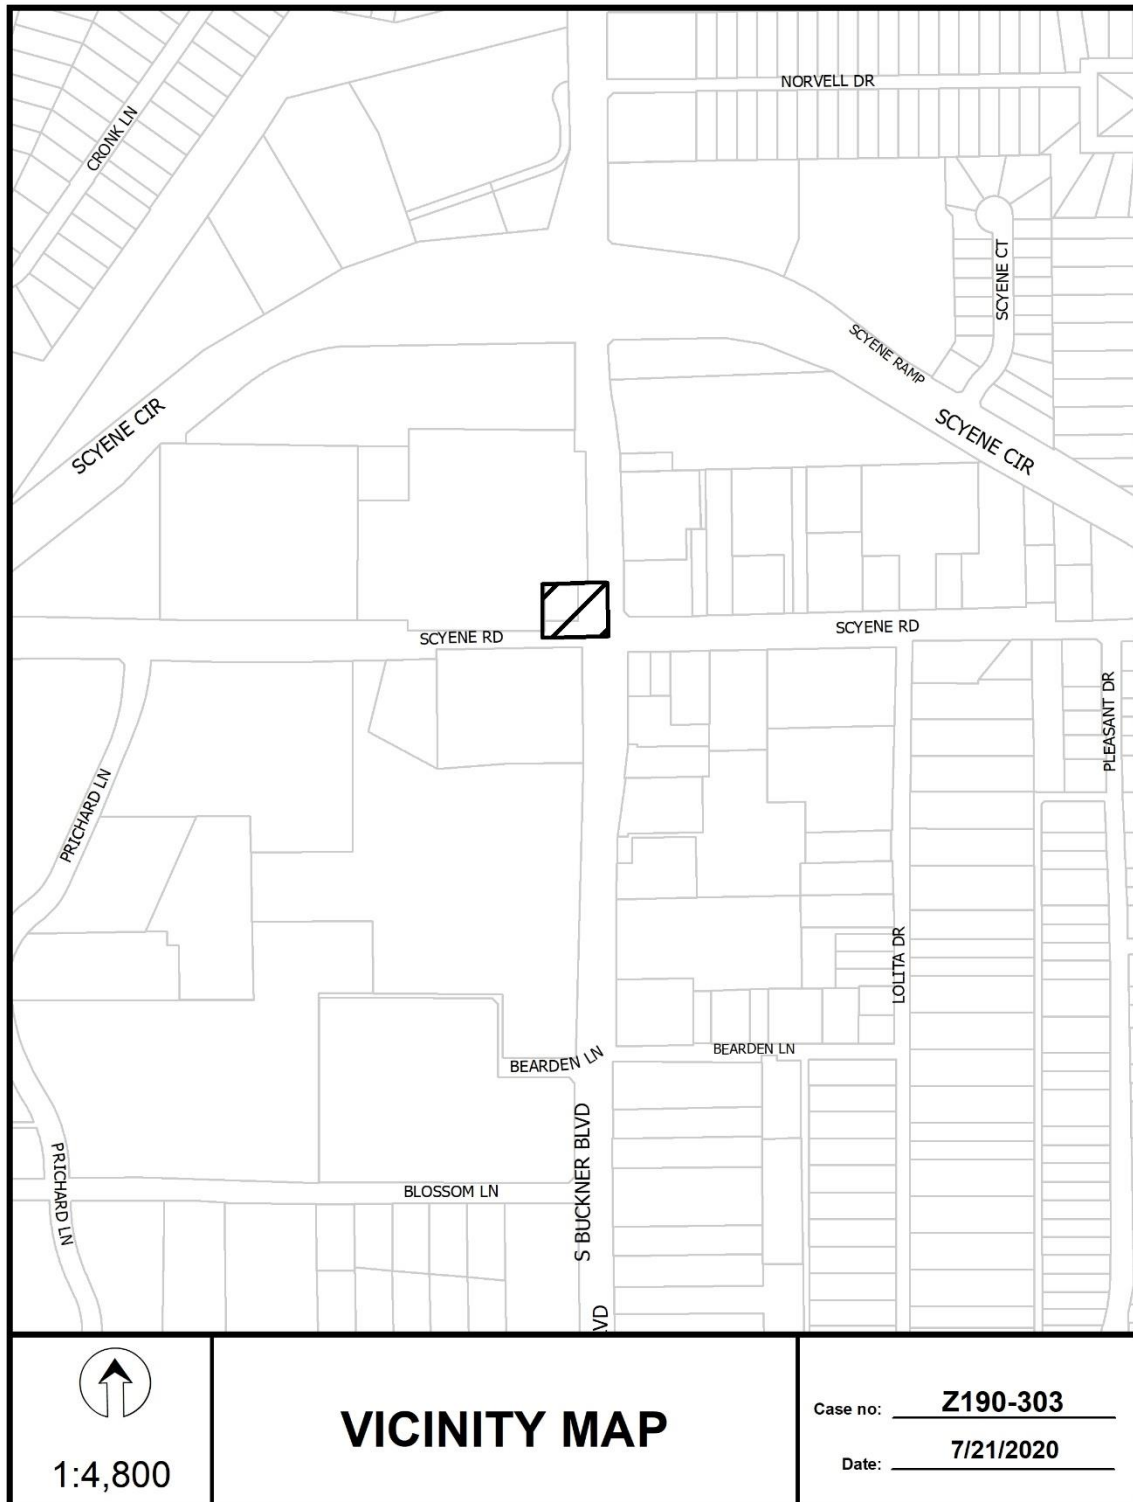 NORVELL DR
CRONK LN
SCYENE CT
SCYENE RAMP
SCYENE CIR
SCYENE CIR
SCYENE RD
SCYENE RD
PLEASANT DR
PRICHARD LN
LOLITA DR
BEARDEN LN
BEARDEN LN
S BUCKNER BLVD
PRICHARD LN
BLOSSOM LN
VD
1:4,800
VICINITY MAP
Case no: Z190-303
Date: 7/21/2020